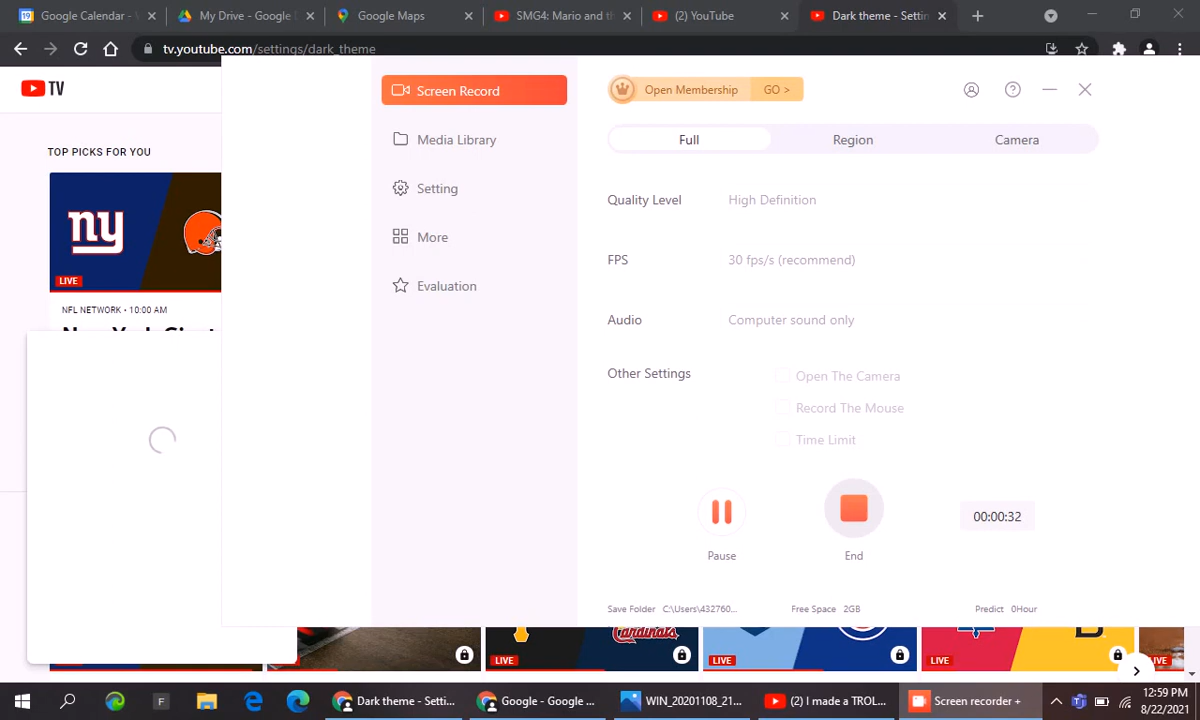 Google Calendar -
My Drive - Google
Google Maps
SMG4: Mario and th
(2) YouTube
Dark theme - Settin
tv.youtube.com/settings/dark_theme
TV
Screen Record
Open Membership GO >
Media Library
Full
Region
Camera
TOP PICKS FOR YOU
Setting
Quality Level
High Definition
ny
More
FPS
30 fps/s (recommend)
LIVE
Evaluation
NFL NETWORK • 10:00 AM
Audio
Computer sound only
Other Settings
Open The Camera
Record The Mouse
Time Limit
00:00:32
Pause
End
Save Folder C:\Users\432760...
Free Space 2GB
Predict 0Hour
Cardinals
B
LIVE
LIVE
LIVE
LIVE
F
Dark theme - Setti...
Google - Google ...
WIN_20201108_21...
(2) I made a TROL...
Screen recorder +
12:59 PM
8/22/2021